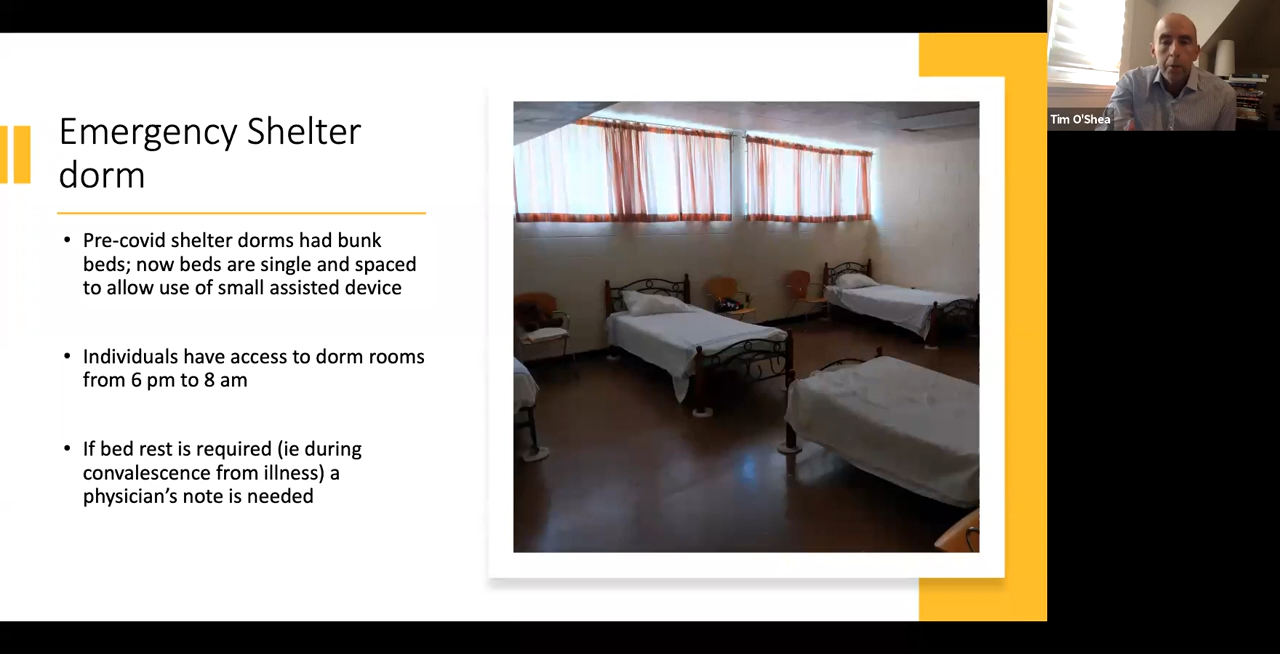 Emergency Shelter
dorm
• Pre-covid shelter dorms had bunk
beds; now beds are single and spaced
to allow use of small assisted device
• Individuals have access to dorm rooms
from 6 pm to 8 am
• If bed rest is required (ie during
convalescence from illness) a
physician’s note is needed
Tim O'Shea